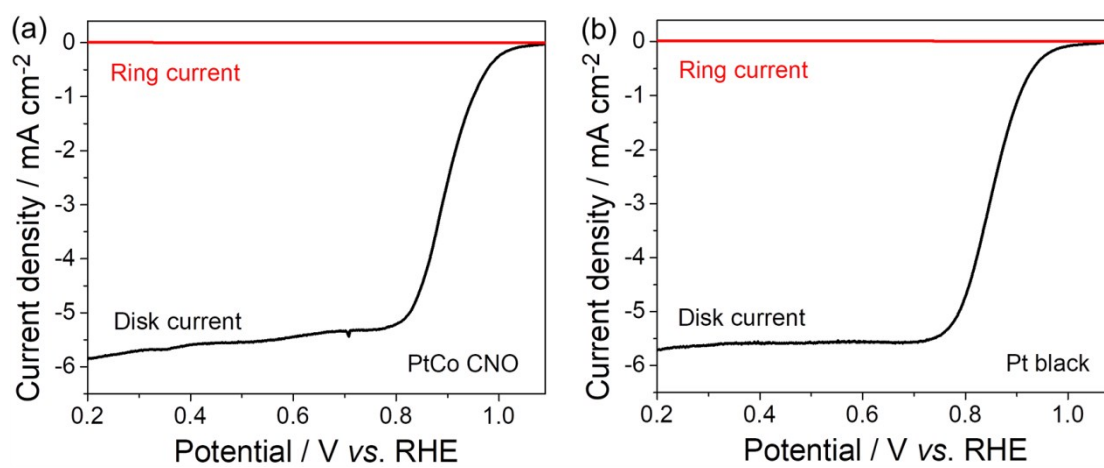 (a)
0
-1
-2
-3
-4
-5
-6
Current density / mA cm⁻²
Ring current
Disk current
PtCo CNO
0.2 0.4 0.6 0.8 1.0
Potential / V vs. RHE
(b)
0
-1
-2
-3
-4
-5
-6
Current density / mA cm⁻²
Ring current
Disk current
Pt black
0.2 0.4 0.6 0.8 1.0
Potential / V vs. RHE